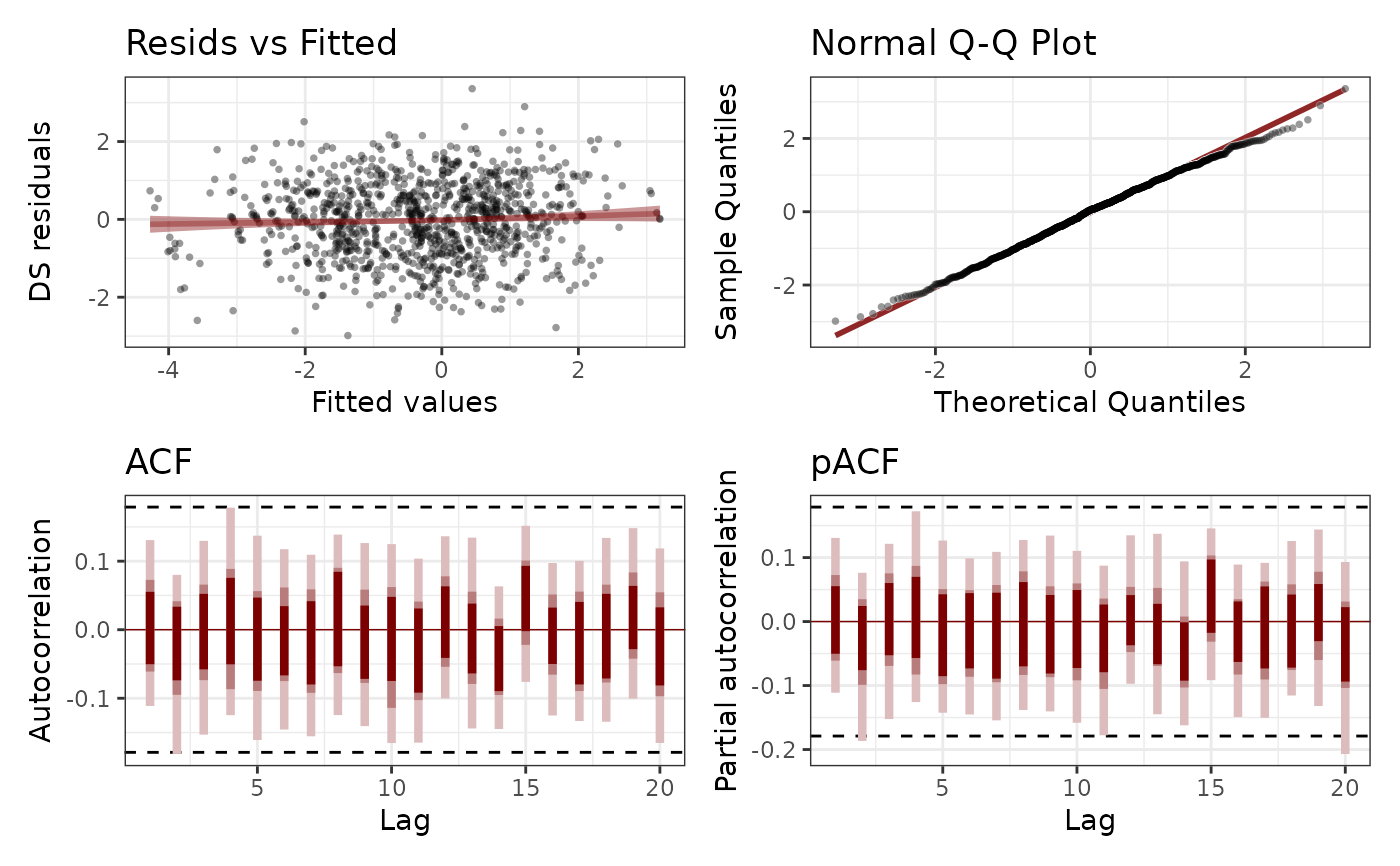 Resids vs Fitted
DS residuals
2
0
-2
-4 -2 0 2
Fitted values
Normal Q-Q Plot
Sample Quantiles
2
0
-2
-2 0 2
Theoretical Quantiles
ACF
Autocorrelation
0.1
0.0
-0.1
5 10 15 20
Lag
pACF
Partial autocorrelation
0.1
0.0
-0.1
-0.2
5 10 15 20
Lag